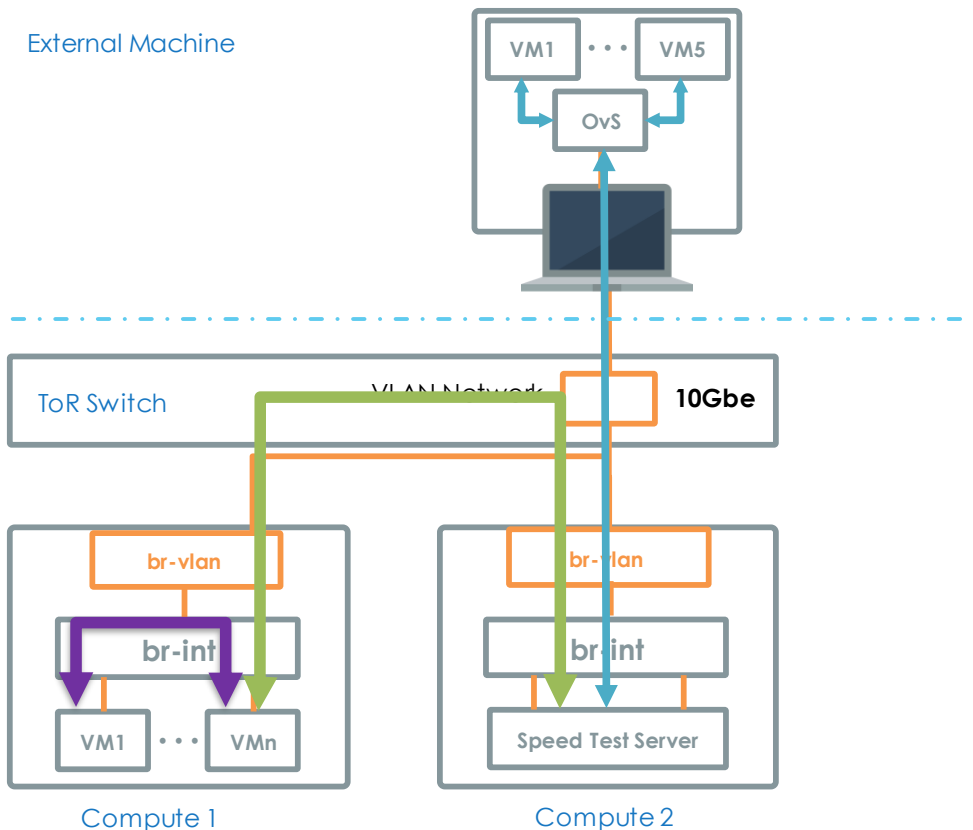 External Machine
VM1 • • • VM5
OvS
VLAN Network
ToR Switch
10Gbe
br-vlan
br-vlan
br-int
br-int
VM1 • • • VMn
Speed Test Server
Compute 1
Compute 2